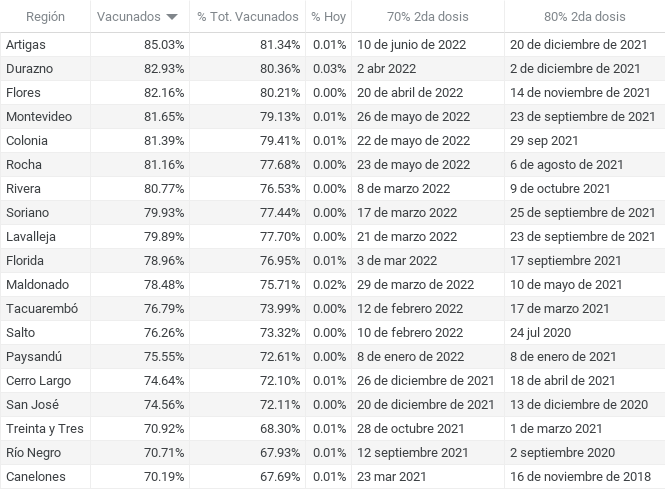 Región Vacunados % Tot. Vacunados % Hoy 70% 2da dosis 80% 2da dosis
Artigas 85.03% 81.34% 0.01% 10 de junio de 2022 20 de diciembre de 2021
Durazno 82.93% 80.36% 0.03% 2 abr 2022 2 de diciembre de 2021
Flores 82.16% 80.21% 0.00% 20 de abril de 2022 14 de noviembre de 2021
Montevideo 81.65% 79.13% 0.01% 26 de mayo de 2022 23 de septiembre de 2021
Colonia 81.39% 79.41% 0.01% 22 de mayo de 2022 29 sep 2021
Rocha 81.16% 77.68% 0.00% 23 de mayo de 2022 6 de agosto de 2021
Rivera 80.77% 76.53% 0.00% 8 de marzo 2022 9 de octubre 2021
Soriano 79.93% 77.44% 0.00% 17 de marzo 2022 25 de septiembre de 2021
Lavalleja 79.89% 77.70% 0.00% 21 de marzo 2022 23 de septiembre de 2021
Florida 78.96% 76.95% 0.01% 3 de mar 2022 17 septiembre 2021
Maldonado 78.48% 75.71% 0.02% 29 de marzo de 2022 10 de mayo de 2021
Tacuarembó 76.79% 73.99% 0.00% 12 de febrero 2022 17 de marzo 2021
Salto 76.26% 73.32% 0.00% 10 de febrero 2022 24 jul 2020
Paysandú 75.55% 72.61% 0.00% 8 de enero de 2022 8 de enero de 2021
Cerro Largo 74.64% 72.10% 0.01% 26 de diciembre de 2021 18 de abril de 2021
San José 74.56% 72.11% 0.00% 20 de diciembre de 2021 13 de diciembre de 2020
Treinta y Tres 70.92% 68.30% 0.01% 28 de octubre 2021 1 de marzo 2021
Río Negro 70.71% 67.93% 0.01% 12 septiembre 2021 2 septiembre 2020
Canelones 70.19% 67.69% 0.01% 23 mar 2021 16 de noviembre de 2018